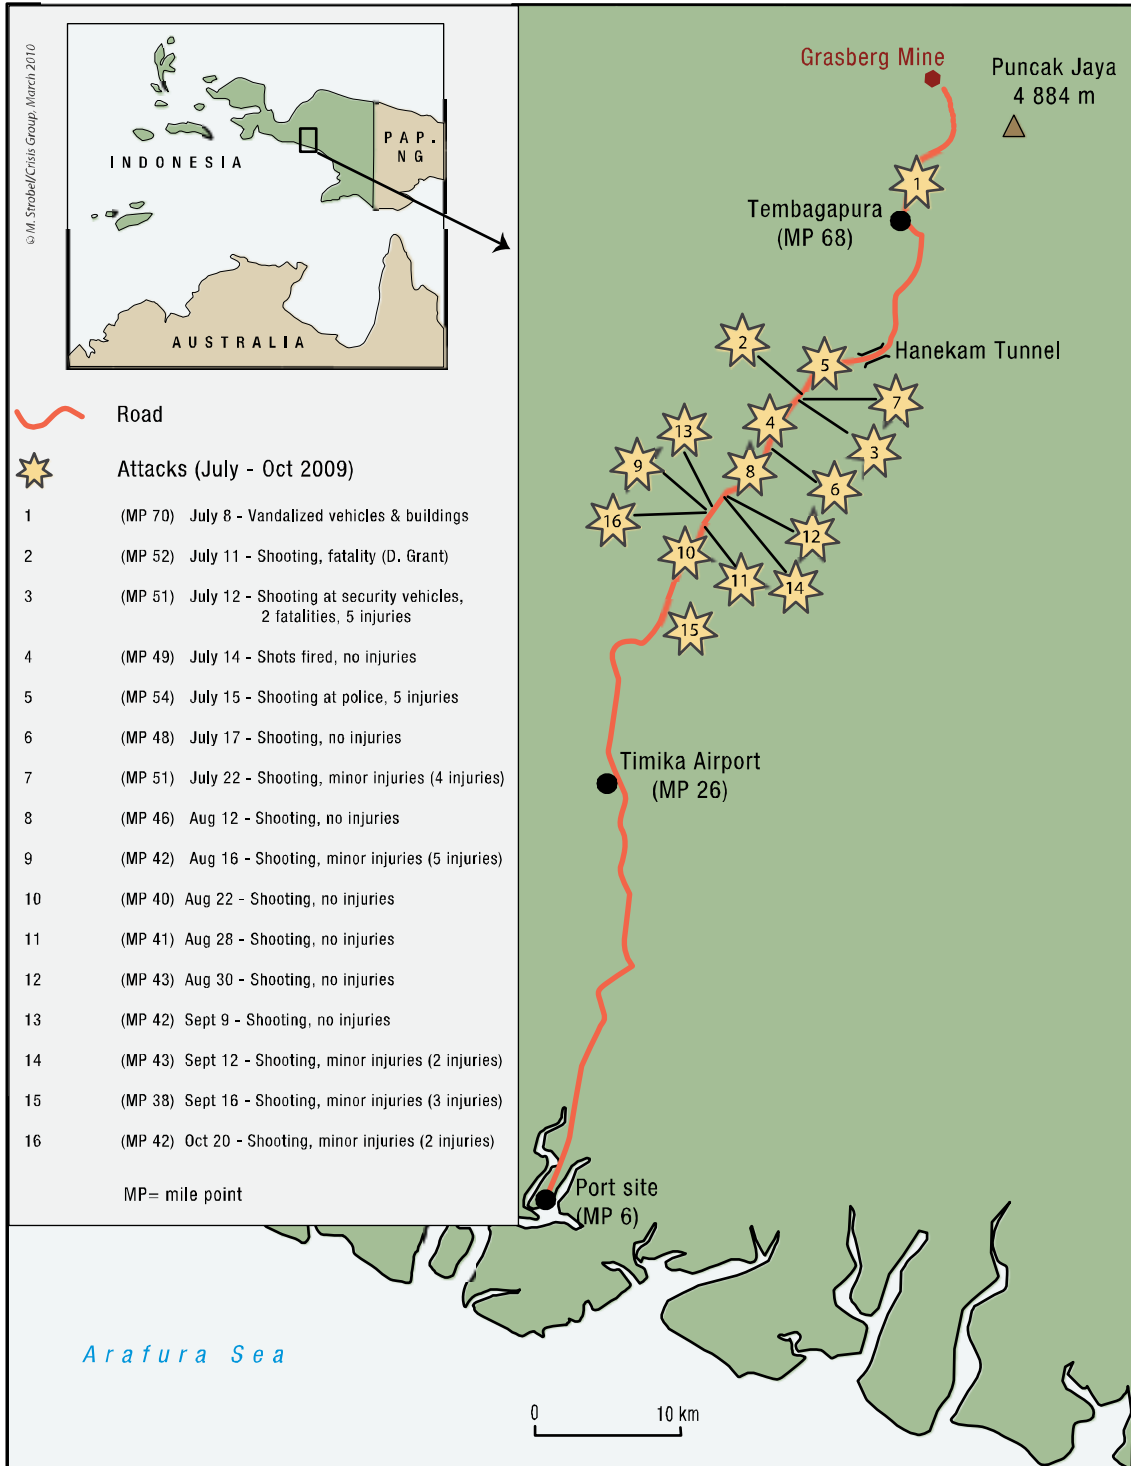 © M. Strobel/Crisis Group, March 2010
INDONESIA
PAP.
NG
AUSTRALIA
Road
Attacks (July - Oct 2009)
1 (MP 70) July 8 - Vandalized vehicles & buildings
2 (MP 52) July 11 - Shooting, fatality (D. Grant)
3 (MP 51) July 12 - Shooting at security vehicles,
2 fatalities, 5 injuries
4 (MP 49) July 14 - Shots fired, no injuries
5 (MP 54) July 15 - Shooting at police, 5 injuries
6 (MP 48) July 17 - Shooting, no injuries
7 (MP 51) July 22 - Shooting, minor injuries (4 injuries)
8 (MP 46) Aug 12 - Shooting, no injuries
9 (MP 42) Aug 16 - Shooting, minor injuries (5 injuries)
10 (MP 40) Aug 22 - Shooting, no injuries
11 (MP 41) Aug 28 - Shooting, no injuries
12 (MP 43) Aug 30 - Shooting, no injuries
13 (MP 42) Sept 9 - Shooting, no injuries
14 (MP 43) Sept 12 - Shooting, minor injuries (2 injuries)
15 (MP 38) Sept 16 - Shooting, minor injuries (3 injuries)
16 (MP 42) Oct 20 - Shooting, minor injuries (2 injuries)
MP= mile point
Grasberg Mine
Puncak Jaya
4 884 m
1
Tembagapura
(MP 68)
Hanekam Tunnel
2
5
7
4
13
3
9
8
6
16
12
10
11
14
15
Timika Airport
(MP 26)
Port site
(MP 6)
Arafura Sea
0 10 km